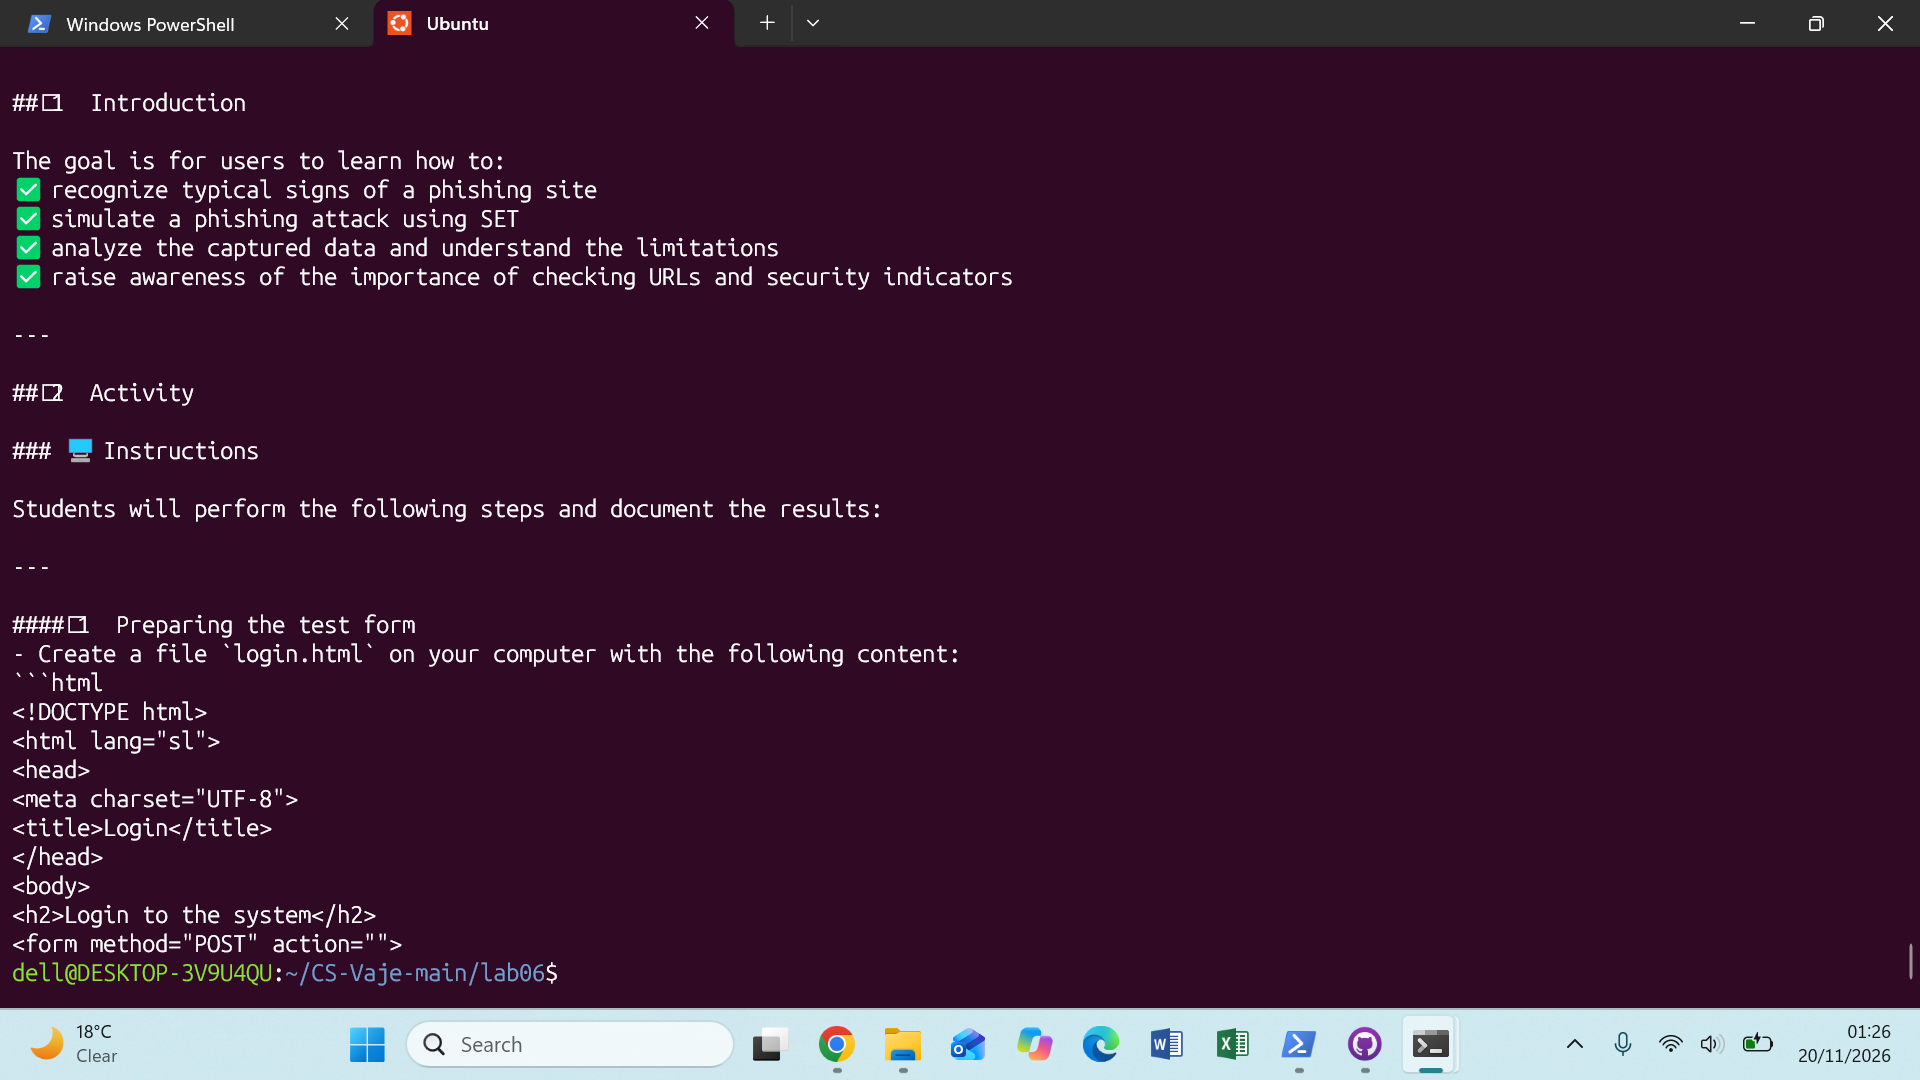 Windows PowerShell
Ubuntu
##1 Introduction
The goal is for users to learn how to:
✅ recognize typical signs of a phishing site
✅ simulate a phishing attack using SET
✅ analyze the captured data and understand the limitations
✅ raise awareness of the importance of checking URLs and security indicators
---
##2 Activity
### 🖥️ Instructions
Students will perform the following steps and document the results:
---
####1 Preparing the test form
- Create a file `login.html` on your computer with the following content:
```html
<!DOCTYPE html>
<html lang="sl">
<head>
<meta charset="UTF-8">
<title>Login</title>
</head>
<body>
<h2>Login to the system</h2>
<form method="POST" action="">
dell@DESKTOP-3V9U4QU:~/CS-Vaje-main/lab06$
18°C
Clear
Search
01:26
20/11/2026